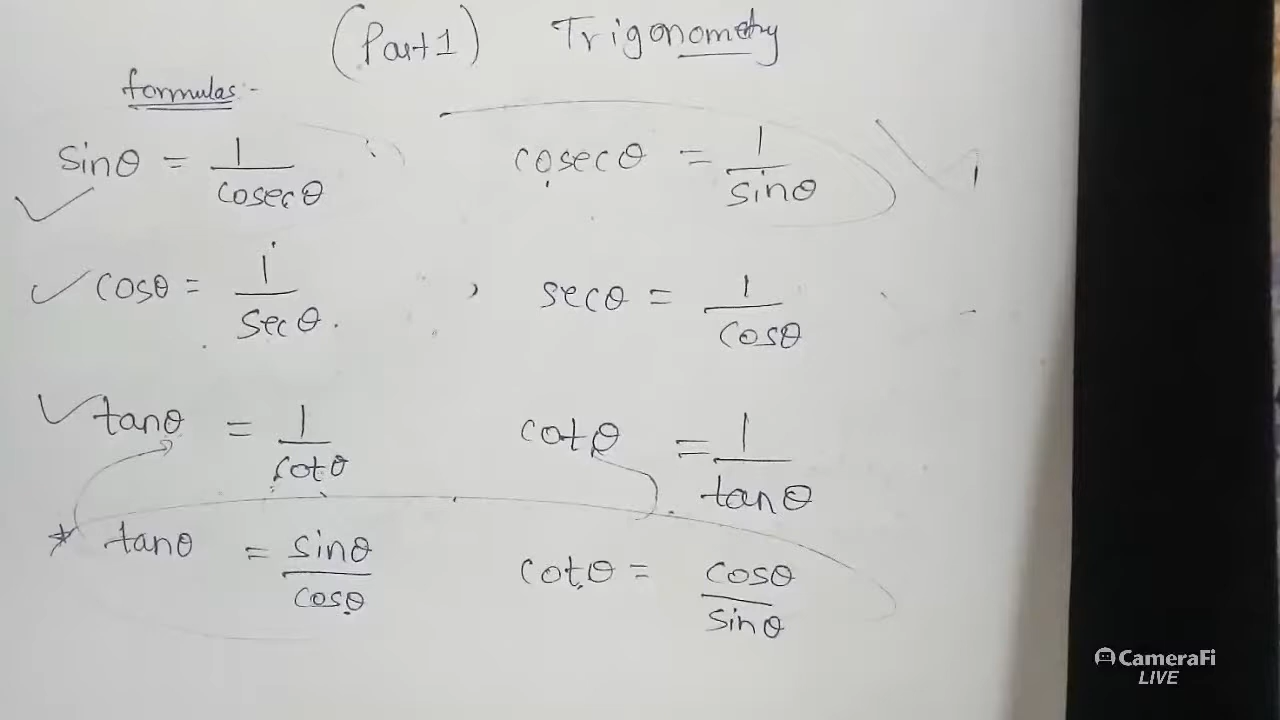 (Part 1) Trigonometry
formulas:-
sinθ = 1/cosecθ cosecθ = 1/sinθ
cosθ = 1/secθ. , secθ = 1/cosθ
tanθ = 1/cotθ cotθ = 1/tanθ
* tanθ = sinθ/cosθ cotθ = cosθ/sinθ
CameraFi
LIVE